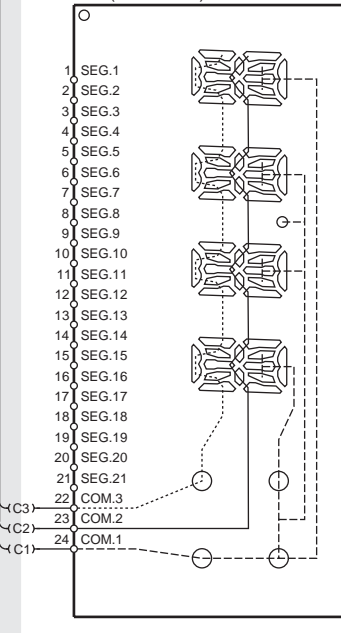 1 SEG.1
2 SEG.2
3 SEG.3
4 SEG.4
5 SEG.5
6 SEG.6
7 SEG.7
8 SEG.8
9 SEG.9
10 SEG.10
11 SEG.11
12 SEG.12
13 SEG.13
14 SEG.14
15 SEG.15
16 SEG.16
17 SEG.17
18 SEG.18
19 SEG.19
20 SEG.20
21 SEG.21
22 COM.3
C3
23 COM.2
C2
24 COM.1
C1